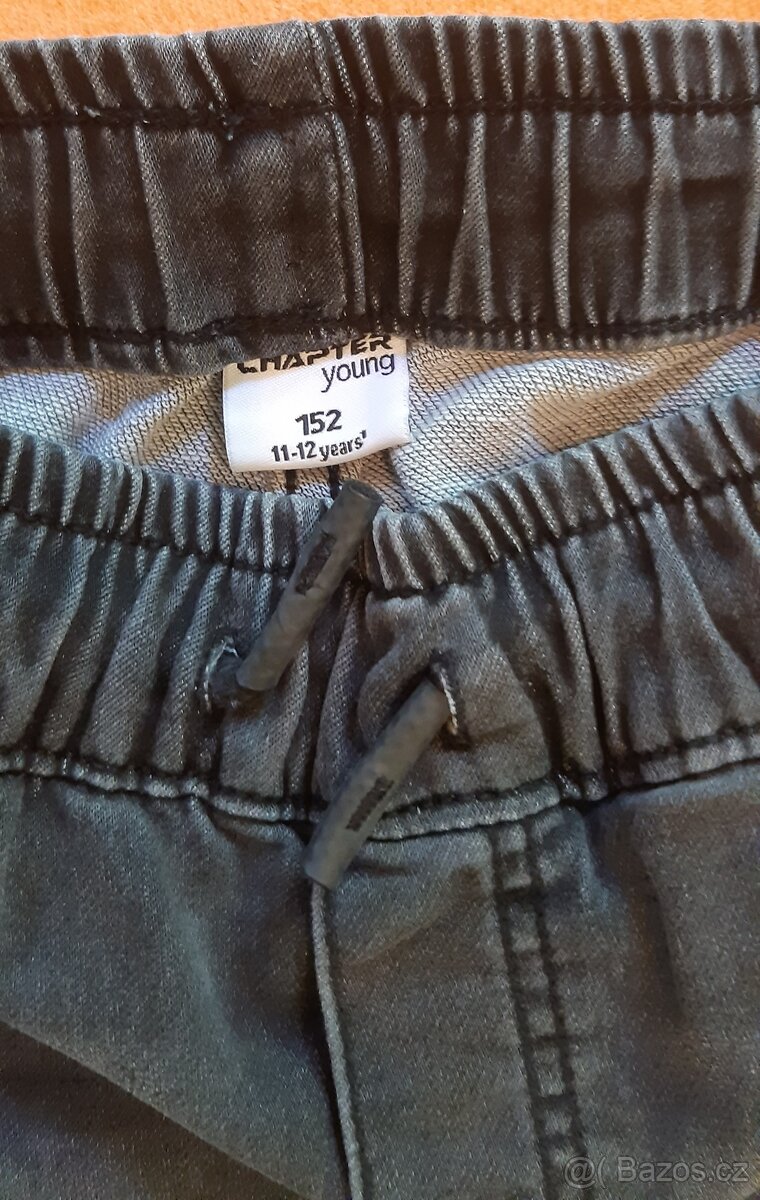 CHAPTER
young
152
11-12 years'
@( Bazos.cz